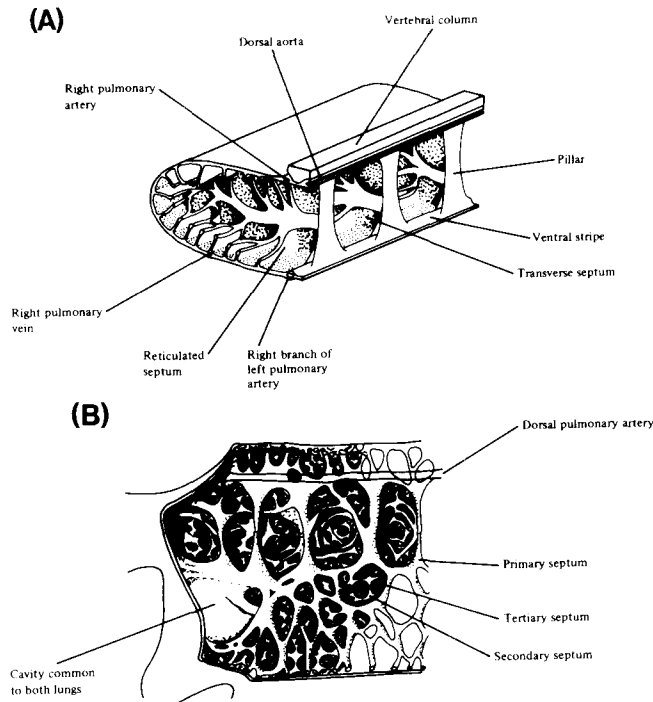 (A)
Vertebral column
Dorsal aorta
Right pulmonary
artery
Pillar
Ventral stripe
Transverse septum
Right pulmonary
vein
Reticulated
septum
Right branch of
left pulmonary
artery
(B)
Dorsal pulmonary artery
Primary septum
Tertiary septum
Secondary septum
Cavity common
to both lungs